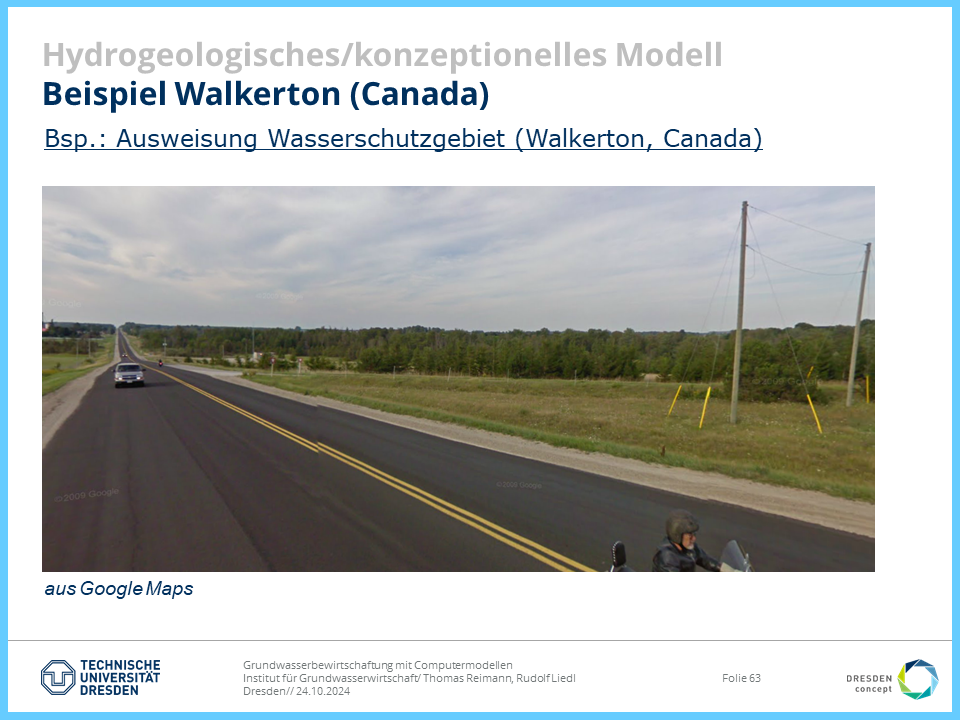 Hydrogeologisches/konzeptionelles Modell
Beispiel Walkerton (Canada)
Bsp.: Ausweisung Wasserschutzgebiet (Walkerton, Canada)
©2009 Google
©2009 Google
aus Google Maps
TECHNISCHE
UNIVERSITÄT
DRESDEN
Grundwasserbewirtschaftung mit Computermodellen
Institut für Grundwasserwirtschaft/ Thomas Reimann, Rudolf Liedl
Dresden// 24.10.2024
Folie 63
DRESDEN
concept